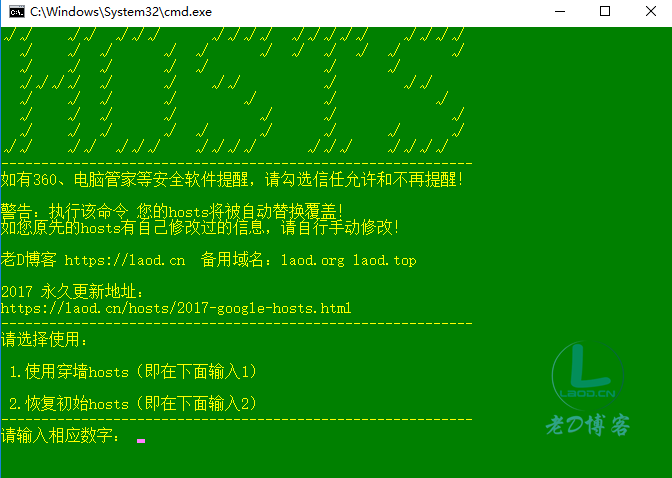 C:\Windows\System32\cmd.exe
HOSTS
如有360、电脑管家等安全软件提醒，请勾选信任允许和不再提醒！
警告：执行该命令 您的hosts将被自动替换覆盖！
如您原先的hosts有自己修改过的信息，请自行手动修改！
老D博客 https://laod.cn 备用域名：laod.org laod.top
2017 永久更新地址：
https://laod.cn/hosts/2017-google-hosts.html
请选择使用：
1.使用穿墙hosts（即在下面输入1）
2.恢复初始hosts（即在下面输入2）
请输入相应数字：
LAOD.CN
老D博客